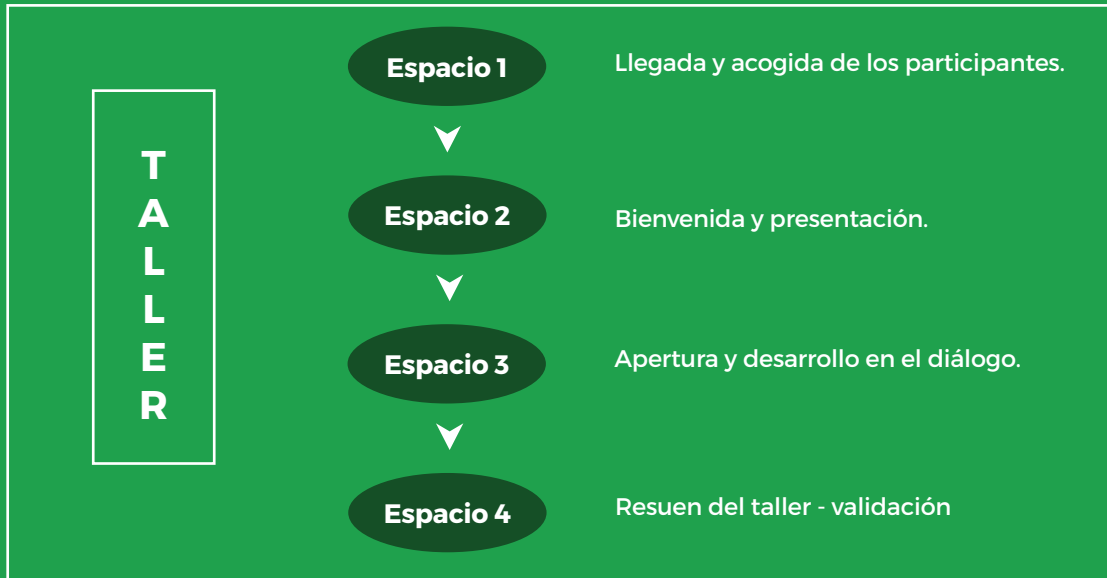 TALLER
Espacio 1
Llegada y acogida de los participantes.
Espacio 2
Bienvenida y presentación.
Espacio 3
Apertura y desarrollo en el diálogo.
Espacio 4
Resuen del taller - validación